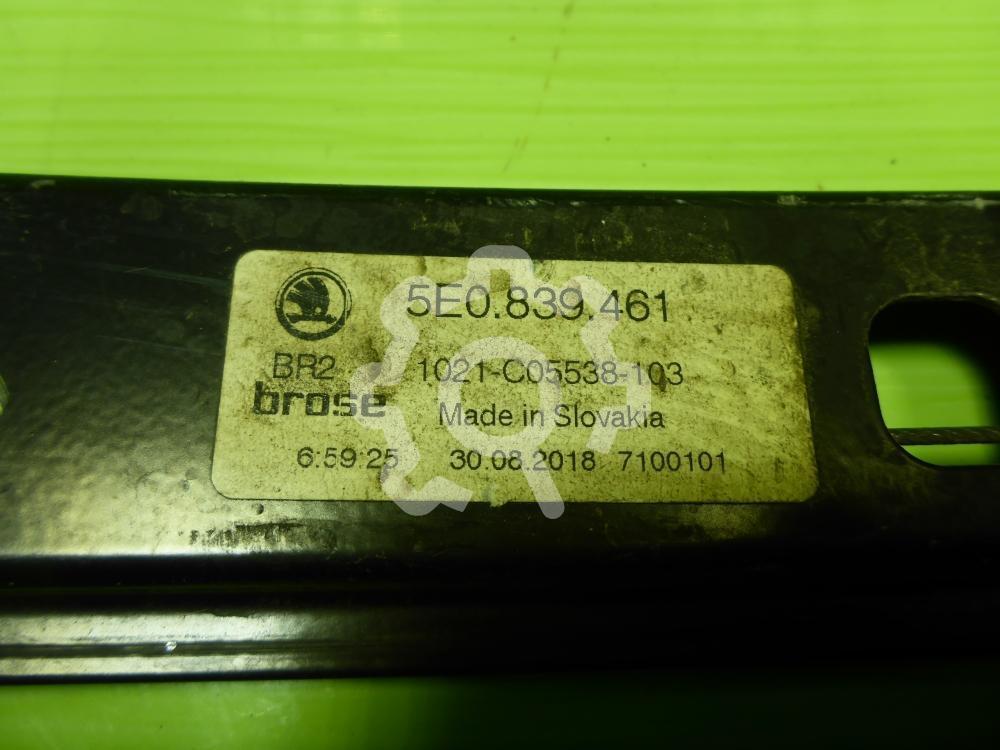 5E0.839.461
BR2 1021-C05538-103
brose Made in Slovakia
6:59:25 30.08.2018 7100101